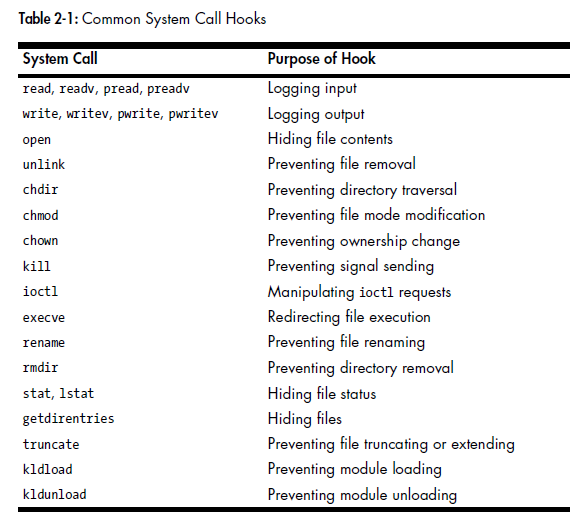 Table 2-1: Common System Call Hooks
System Call Purpose of Hook
read, readv, pread, preadv Logging input
write, writev, pwrite, pwritev Logging output
open Hiding file contents
unlink Preventing file removal
chdir Preventing directory traversal
chmod Preventing file mode modification
chown Preventing ownership change
kill Preventing signal sending
ioctl Manipulating ioctl requests
execve Redirecting file execution
rename Preventing file renaming
rmdir Preventing directory removal
stat, lstat Hiding file status
getdirentries Hiding files
truncate Preventing file truncating or extending
kldload Preventing module loading
kldunload Preventing module unloading